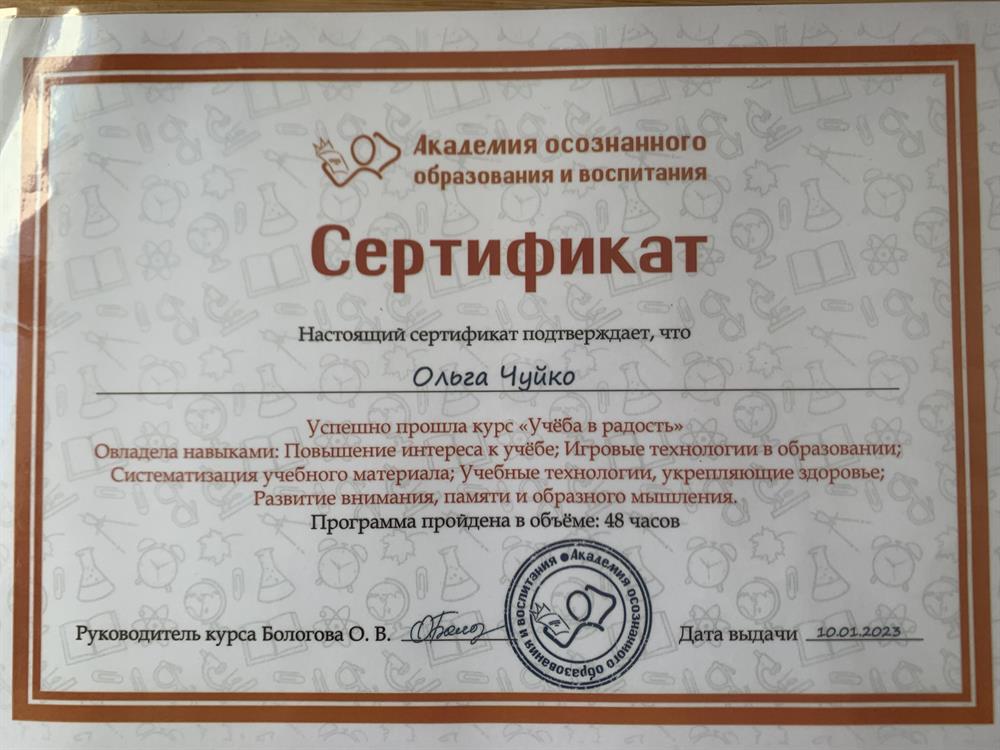 Академия осознанного
образования и воспитания
Сертификат
Настоящий сертификат подтверждает, что
Ольга Чуйко
Успешно прошла курс «Учёба в радость»
Овладела навыками: Повышение интереса к учёбе; Игровые технологии в образовании;
Систематизация учебного материала; Учебные технологии, укрепляющие здоровье;
Развитие внимания, памяти и образного мышления.
Программа пройдена в объёме: 48 часов
Академия осознанного образования и воспитания
Руководитель курса Бологова О. В.
Дата выдачи 10.01.2023